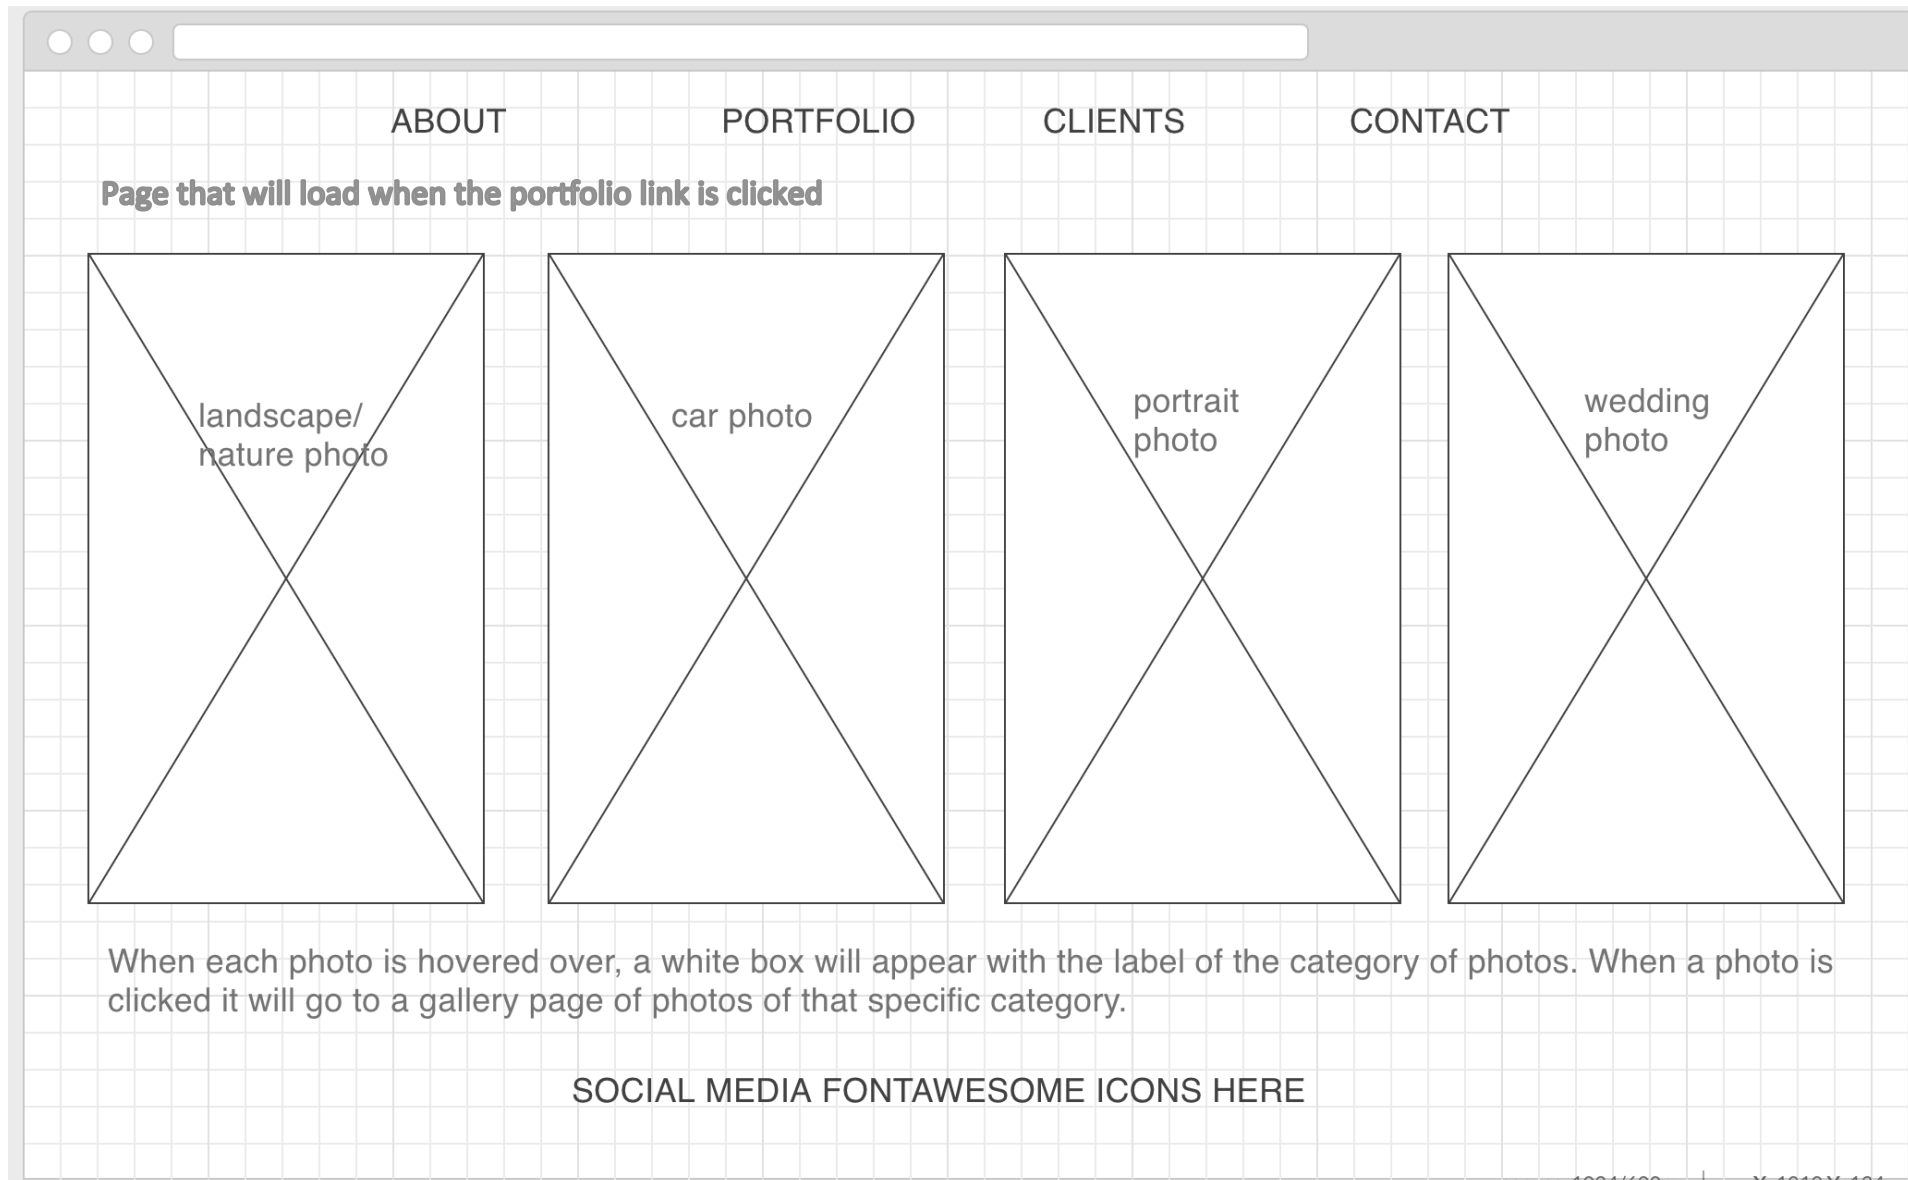 ABOUT PORTFOLIO CLIENTS CONTACT
Page that will load when the portfolio link is clicked
landscape/
nature photo
car photo
portrait
photo
wedding
photo
When each photo is hovered over, a white box will appear with the label of the category of photos. When a photo is
clicked it will go to a gallery page of photos of that specific category.
SOCIAL MEDIA FONTAWESOME ICONS HERE